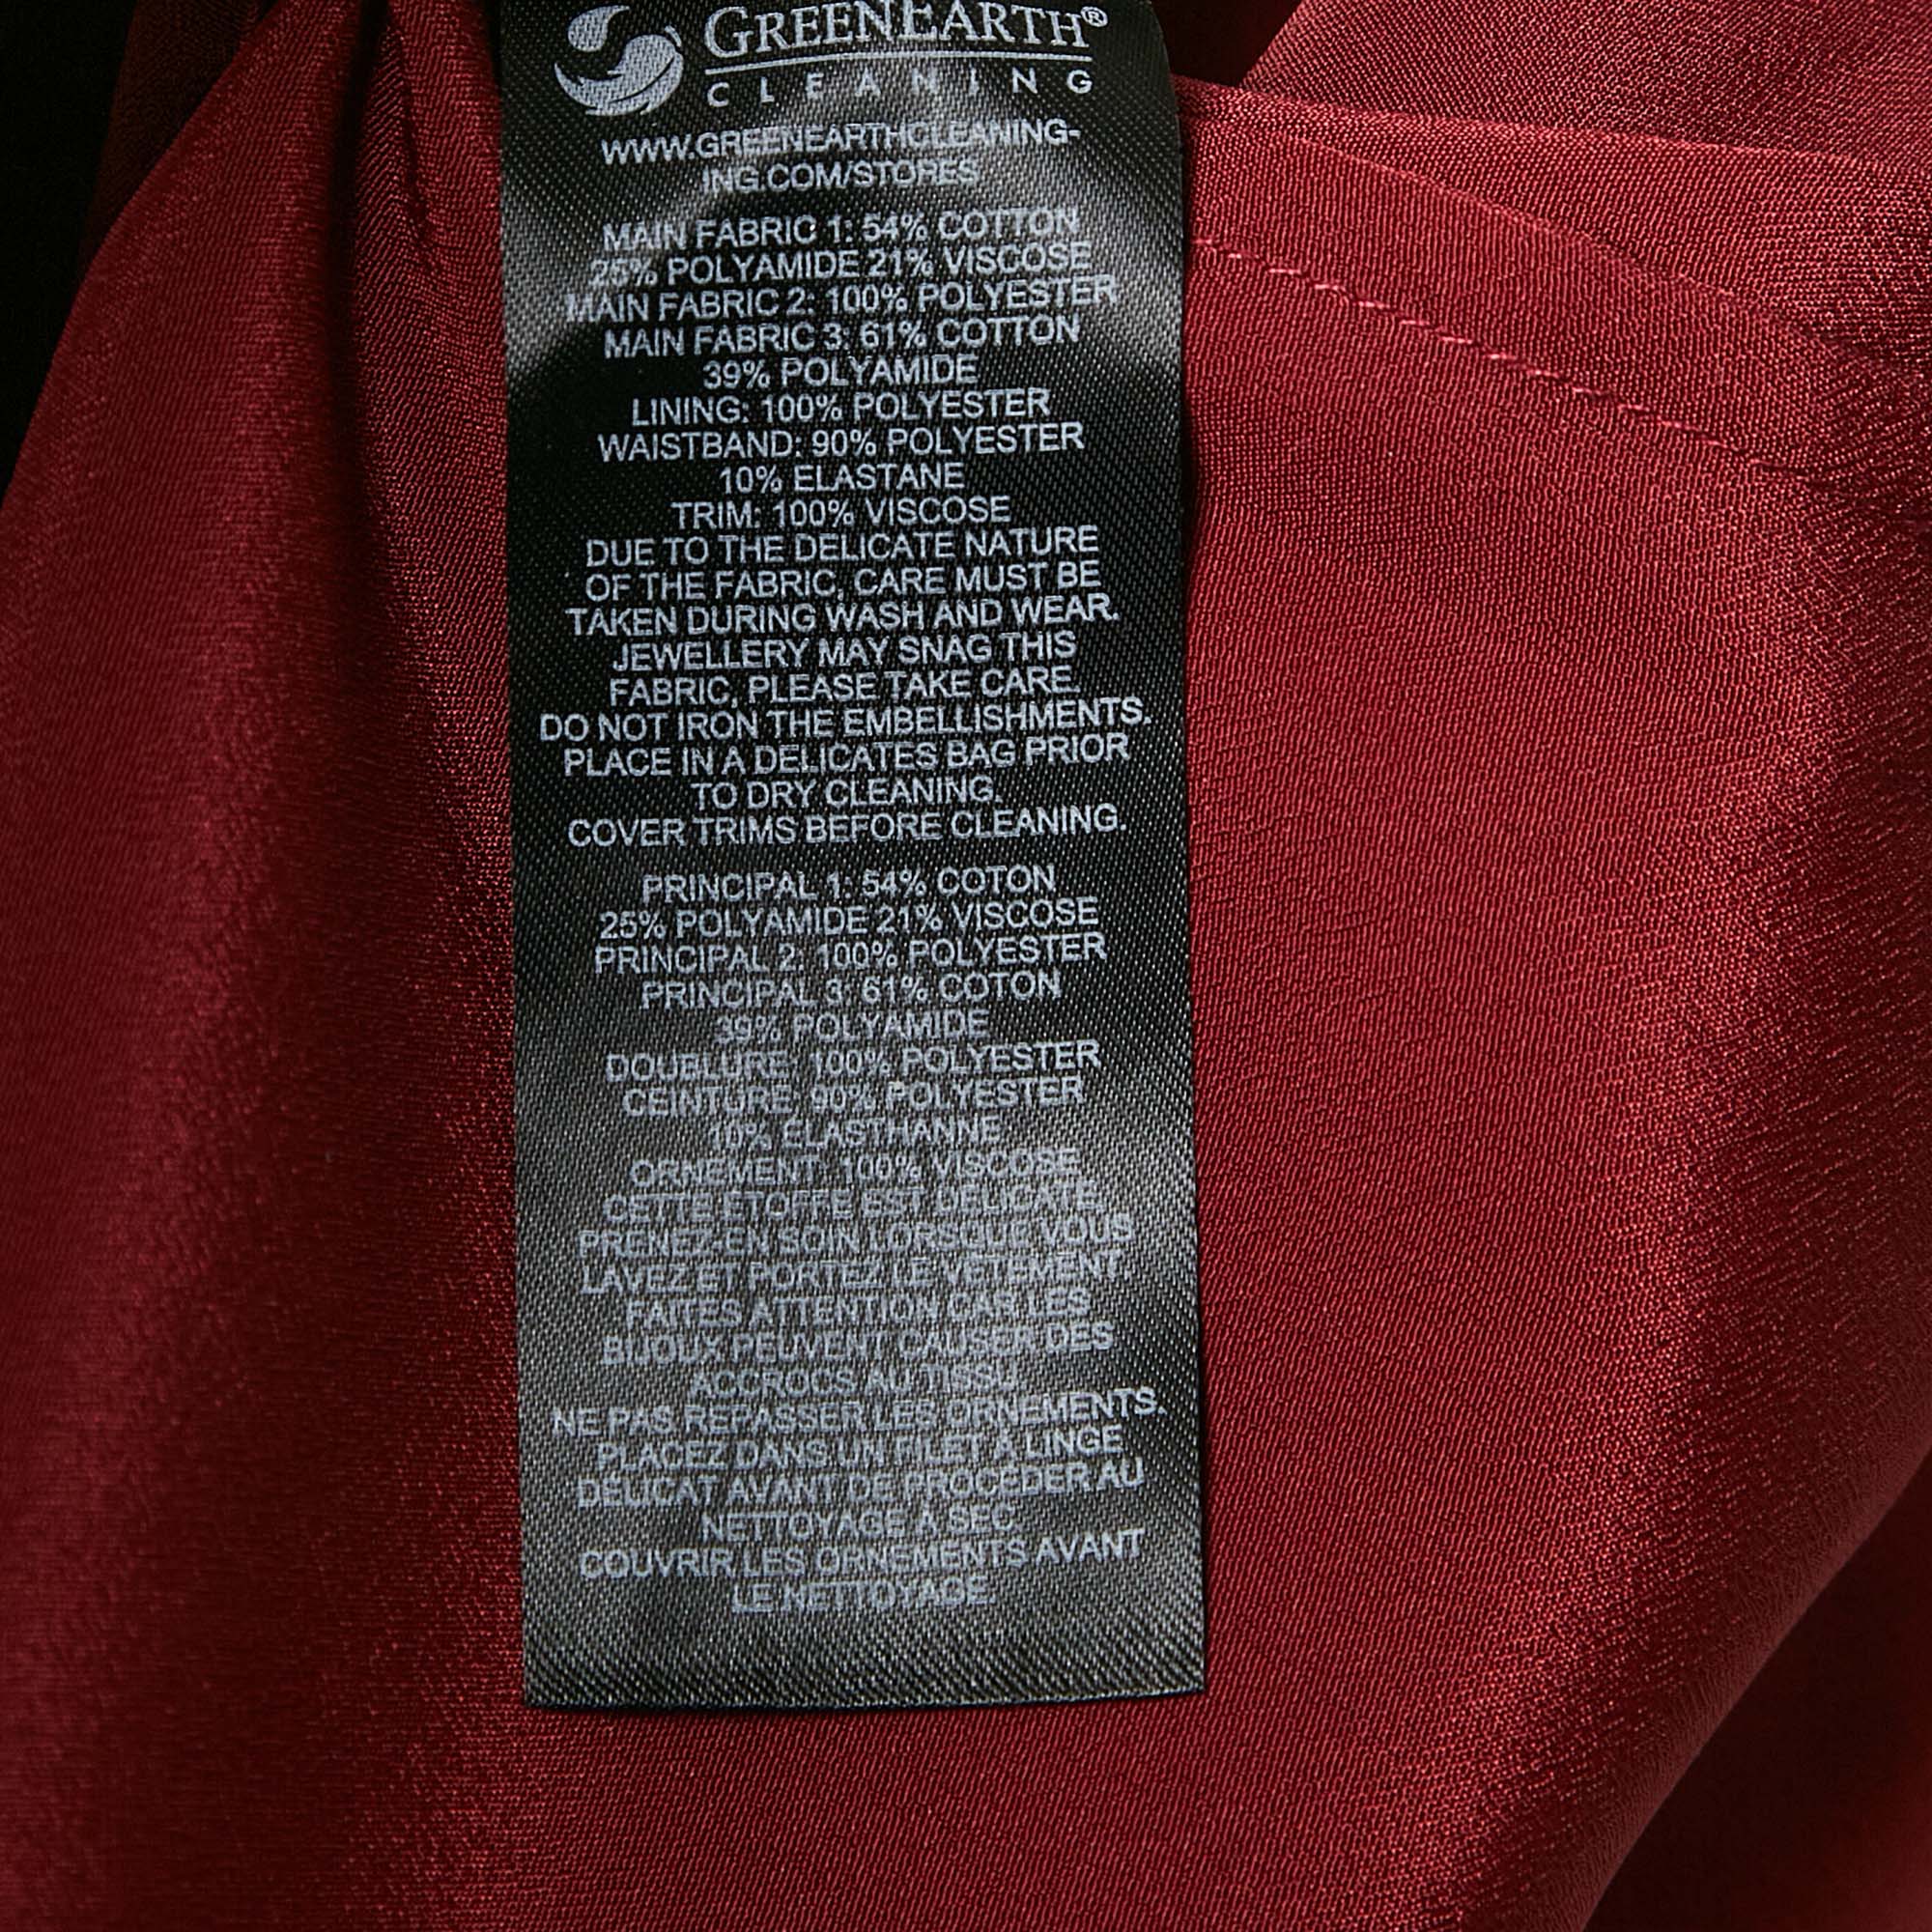 GREENEARTH®
CLEANING
WWW.GREENEARTHCLEANING-
ING.COM/STORES
MAIN FABRIC 1: 54% COTTON
25% POLYAMIDE 21% VISCOSE
MAIN FABRIC 2: 100% POLYESTER
MAIN FABRIC 3: 61% COTTON
39% POLYAMIDE
LINING: 100% POLYESTER
WAISTBAND: 90% POLYESTER
10% ELASTANE
TRIM: 100% VISCOSE
DUE TO THE DELICATE NATURE
OF THE FABRIC, CARE MUST BE
TAKEN DURING WASH AND WEAR.
JEWELLERY MAY SNAG THIS
FABRIC, PLEASE TAKE CARE.
DO NOT IRON THE EMBELLISHMENTS.
PLACE IN A DELICATES BAG PRIOR
TO DRY CLEANING.
COVER TRIMS BEFORE CLEANING.
PRINCIPAL 1: 54% COTON
25% POLYAMIDE 21% VISCOSE
PRINCIPAL 2: 100% POLYESTER
PRINCIPAL 3: 61% COTON
39% POLYAMIDE
DOUBLURE: 100% POLYESTER
CEINTURE: 90% POLYESTER
10% ÉLASTHANNE
ORNEMENT: 100% VISCOSE
CETTE ÉTOFFE EST DÉLICATE.
PRENEZ-EN SOIN LORSQUE VOUS
LAVEZ ET PORTEZ LE VÊTEMENT.
FAITES ATTENTION CAR LES
BIJOUX PEUVENT CAUSER DES
ACCROCS AU TISSU.
NE PAS REPASSER LES ORNEMENTS.
PLACEZ DANS UN FILET À LINGE
DÉLICAT AVANT DE PROCÉDER AU
NETTOYAGE À SEC.
COUVRIR LES ORNEMENTS AVANT
LE NETTOYAGE